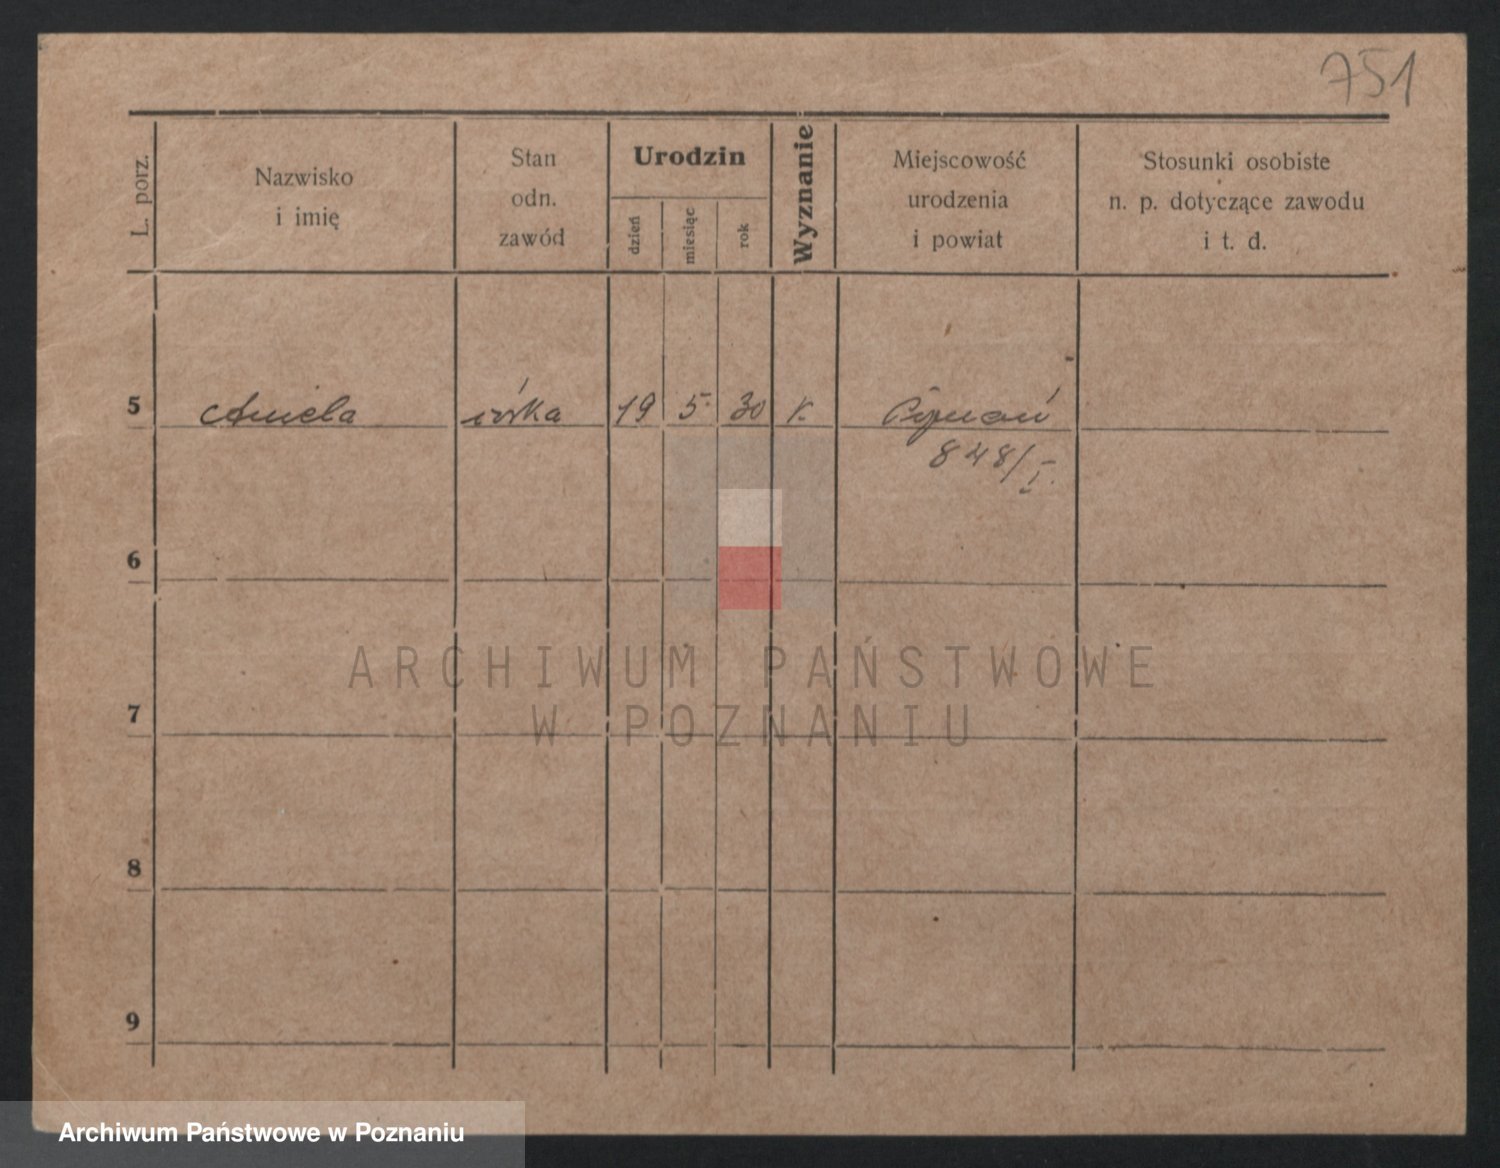 751
L. porz.
Nazwisko
i imię
Stan
odn.
zawód
Urodzin
dzień
miesiąc
rok
Wyznanie
Miejscowość
urodzenia
i powiat
Stosunki osobiste
n. p. dotyczące zawodu
i t. d.
5 Aniela córka 19 5. 30 k. Poznań
848/I.
6
7
8
9
ARCHIWUM PAŃSTWOWE
W POZNANIU
Archiwum Państwowe w Poznaniu